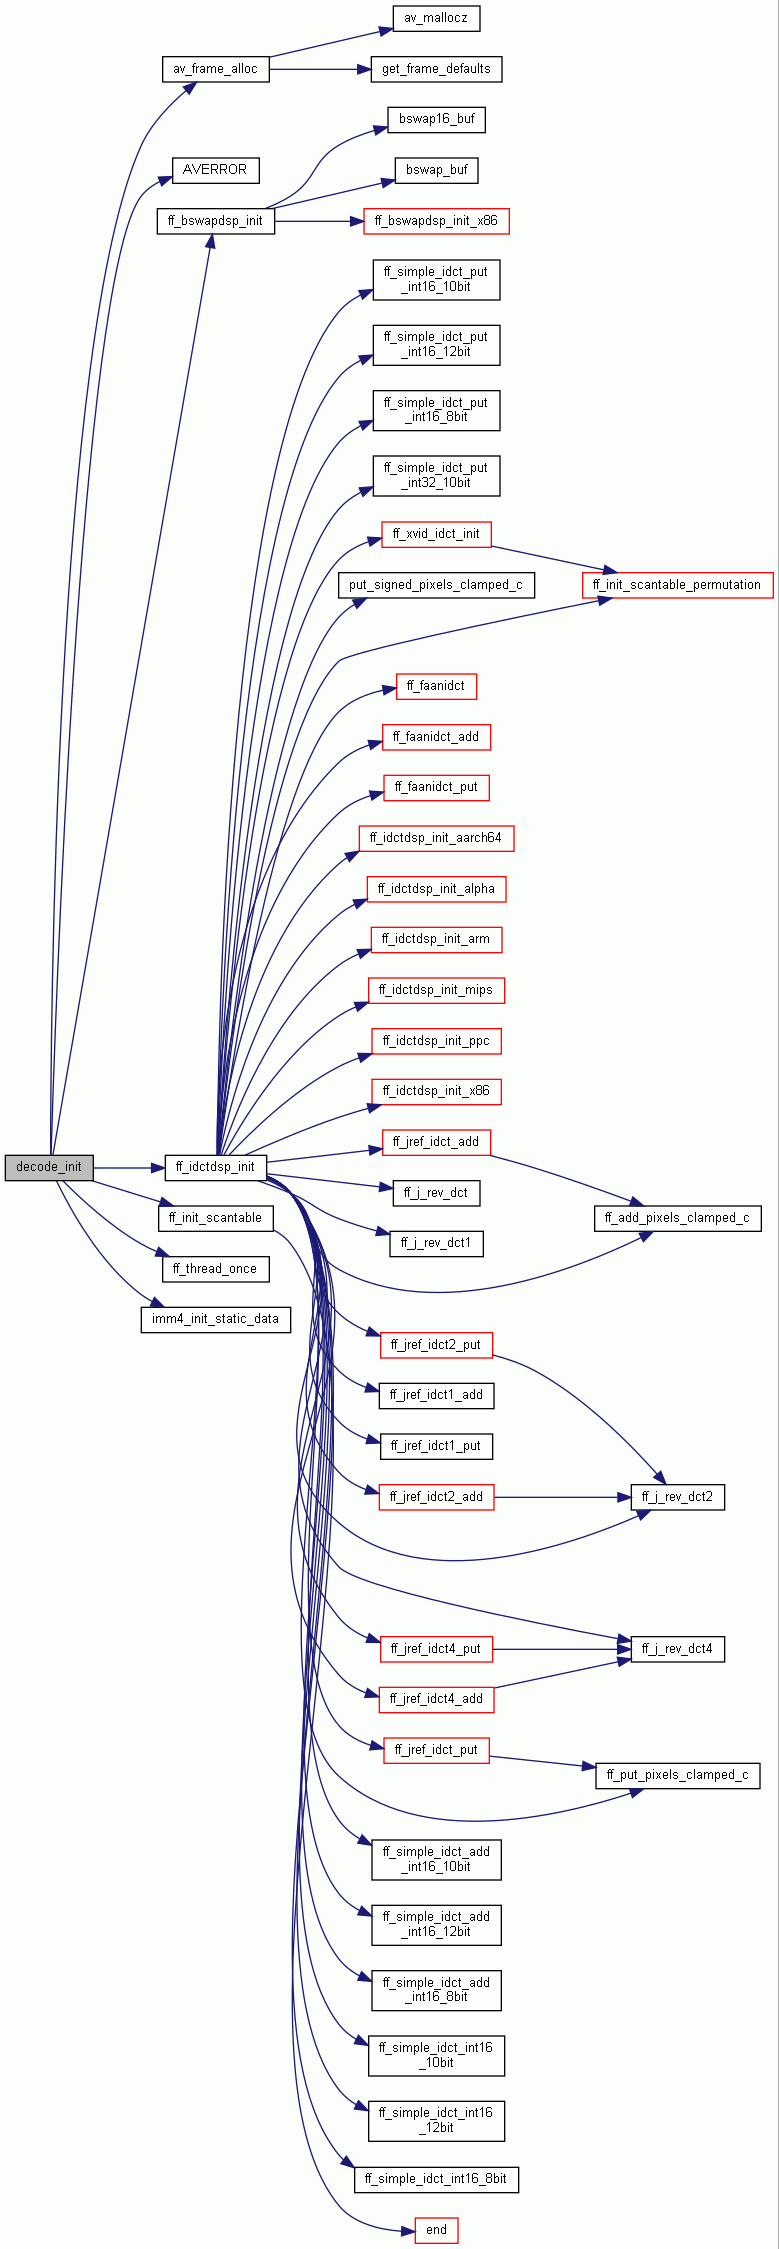 av_mallocz
av_frame_alloc
get_frame_defaults
bswap16_buf
AVERROR
bswap_buf
ff_bswapdsp_init
ff_bswapdsp_init_x86
ff_simple_idct_put
_int16_10bit
ff_simple_idct_put
_int16_12bit
ff_simple_idct_put
_int16_8bit
ff_simple_idct_put
_int32_10bit
ff_xvid_idct_init
put_signed_pixels_clamped_c
ff_init_scantable_permutation
ff_faanidct
ff_faanidct_add
ff_faanidct_put
ff_idctdsp_init_aarch64
ff_idctdsp_init_alpha
ff_idctdsp_init_arm
ff_idctdsp_init_mips
ff_idctdsp_init_ppc
ff_idctdsp_init_x86
ff_jref_idct_add
decode_init
ff_idctdsp_init
ff_j_rev_dct
ff_init_scantable
ff_add_pixels_clamped_c
ff_j_rev_dct1
ff_thread_once
imm4_init_static_data
ff_jref_idct2_put
ff_jref_idct1_add
ff_jref_idct1_put
ff_jref_idct2_add
ff_j_rev_dct2
ff_jref_idct4_put
ff_j_rev_dct4
ff_jref_idct4_add
ff_jref_idct_put
ff_put_pixels_clamped_c
ff_simple_idct_add
_int16_10bit
ff_simple_idct_add
_int16_12bit
ff_simple_idct_add
_int16_8bit
ff_simple_idct_int16
_10bit
ff_simple_idct_int16
_12bit
ff_simple_idct_int16_8bit
end